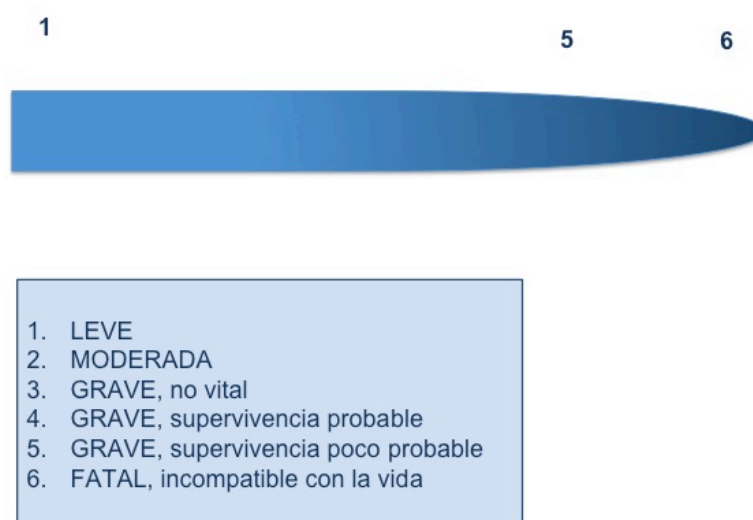 1
5
6
1. LEVE
2. MODERADA
3. GRAVE, no vital
4. GRAVE, supervivencia probable
5. GRAVE, supervivencia poco probable
6. FATAL, incompatible con la vida